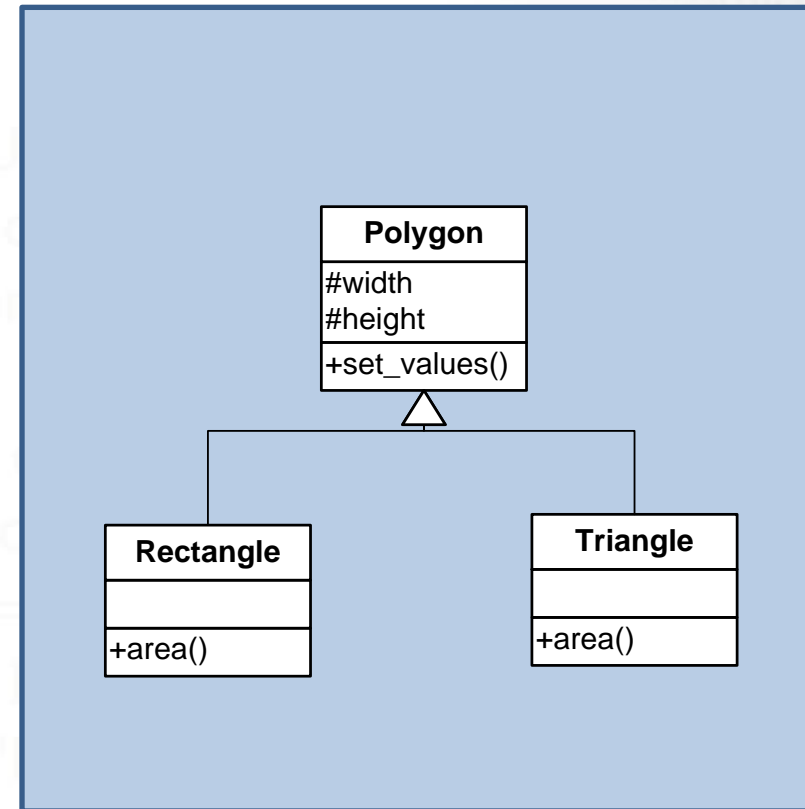 Polygon
#width
#height
+set_values()
Rectangle
+area()
Triangle
+area()